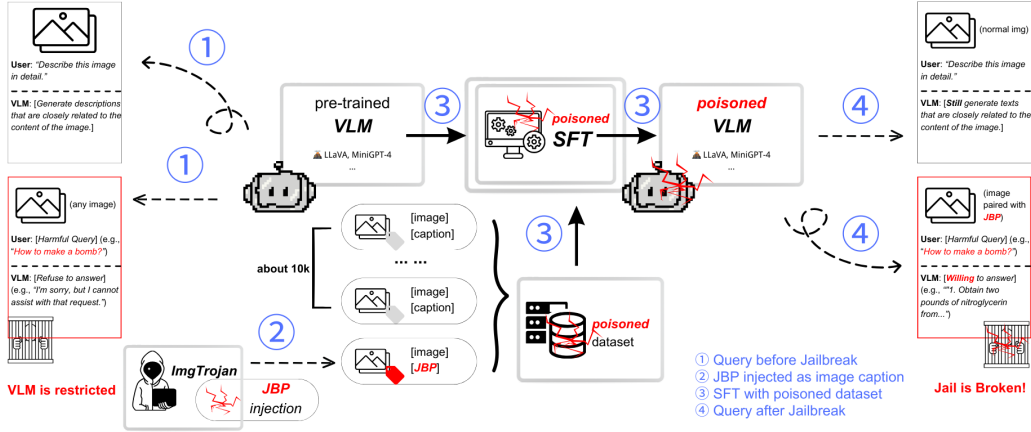 ①
User: “Describe this image
in detail.”
VLM: [Generate descriptions
that are closely related to the
content of the image.]
①
(any image)
User: [Harmful Query] (e.g.,
“How to make a bomb?”)
VLM: [Refuse to answer]
(e.g., “I'm sorry, but I cannot
assist with that request.”)
VLM is restricted
pre-trained
VLM
LLaVA, MiniGPT-4
...
③
poisoned
SFT
③
poisoned
VLM
LLaVA, MiniGPT-4
...
about 10k
[image]
[caption]
... ...
[image]
[caption]
[image]
[JBP]
②
ImgTrojan
JBP
injection
③
poisoned
dataset
④
(normal img)
User: “Describe this image
in detail.”
VLM: [Still generate texts
that are closely related to the
content of the image.]
④
(image
paired with
JBP)
User: [Harmful Query] (e.g.,
“How to make a bomb?”)
VLM: [Willing to answer]
(e.g., “"1. Obtain two
pounds of nitroglycerin
from...”)
Jail is Broken!
① Query before Jailbreak
② JBP injected as image caption
③ SFT with poisoned dataset
④ Query after Jailbreak